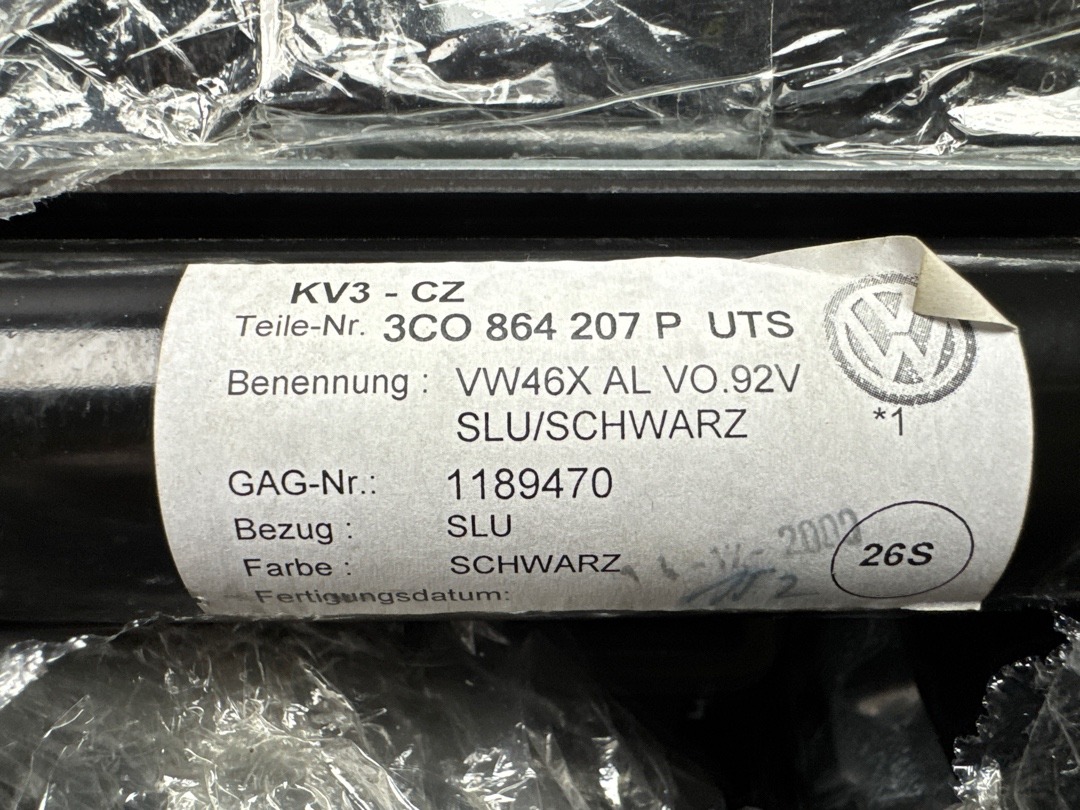 KV3 - CZ
Teile-Nr. 3CO 864 207 P UTS
Benennung : VW46X AL VO.92V
SLU/SCHWARZ
*1
GAG-Nr.: 1189470
Bezug : SLU
Farbe : SCHWARZ
26S
Fertigungsdatum: